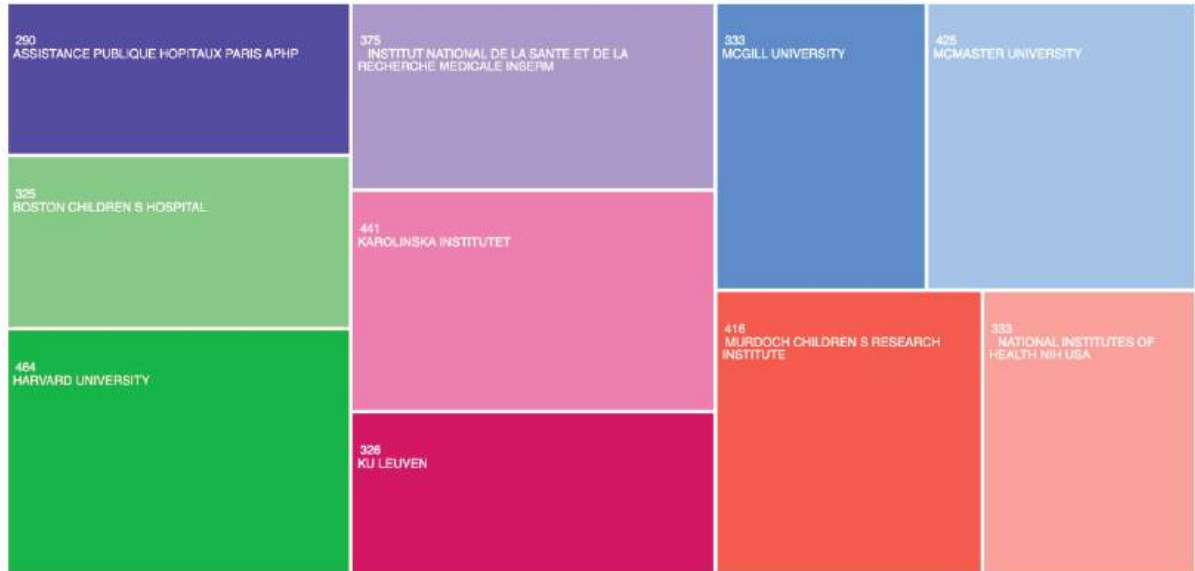 290
ASSISTANCE PUBLIQUE HOPITAUX PARIS APHP
325
BOSTON CHILDREN S HOSPITAL
464
HARVARD UNIVERSITY
375
INSTITUT NATIONAL DE LA SANTE ET DE LA
RECHERCHE MEDICALE INSERM
441
KAROLINSKA INSTITUTET
326
KU LEUVEN
333
MCGILL UNIVERSITY
425
MCMASTER UNIVERSITY
416
MURDOCH CHILDREN S RESEARCH
INSTITUTE
333
NATIONAL INSTITUTES OF
HEALTH NIH USA